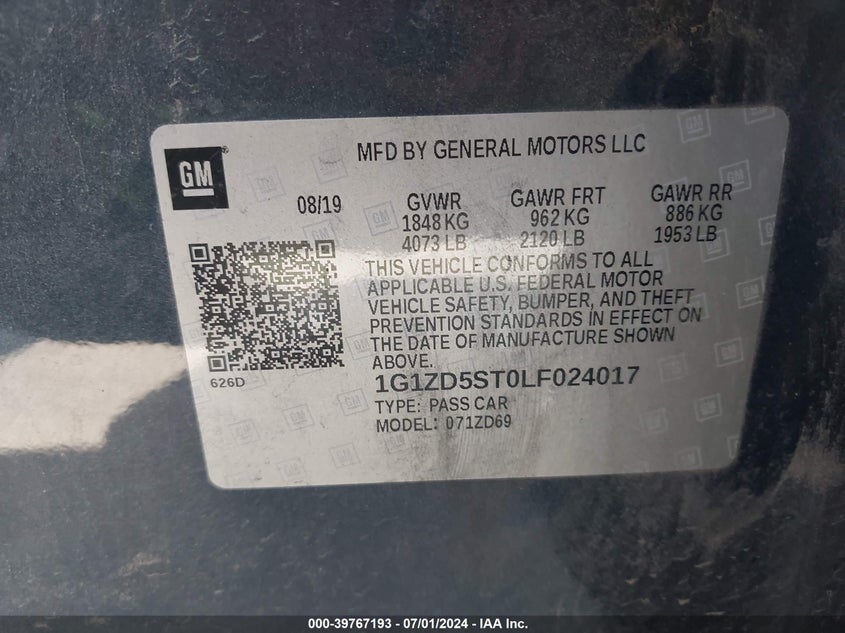 MFD BY GENERAL MOTORS LLC
GM
08/19
GVWR GAWR FRT GAWR RR
1848 KG 962 KG 886 KG
4073 LB 2120 LB 1953 LB
THIS VEHICLE CONFORMS TO ALL
APPLICABLE U.S. FEDERAL MOTOR
VEHICLE SAFETY, BUMPER, AND THEFT
PREVENTION STANDARDS IN EFFECT ON
THE DATE OF MANUFACTURE SHOWN
ABOVE.
626D
1G1ZD5ST0LF024017
TYPE: PASS CAR
MODEL: 071ZD69
000-39767193 - 07/01/2024 - IAA Inc.